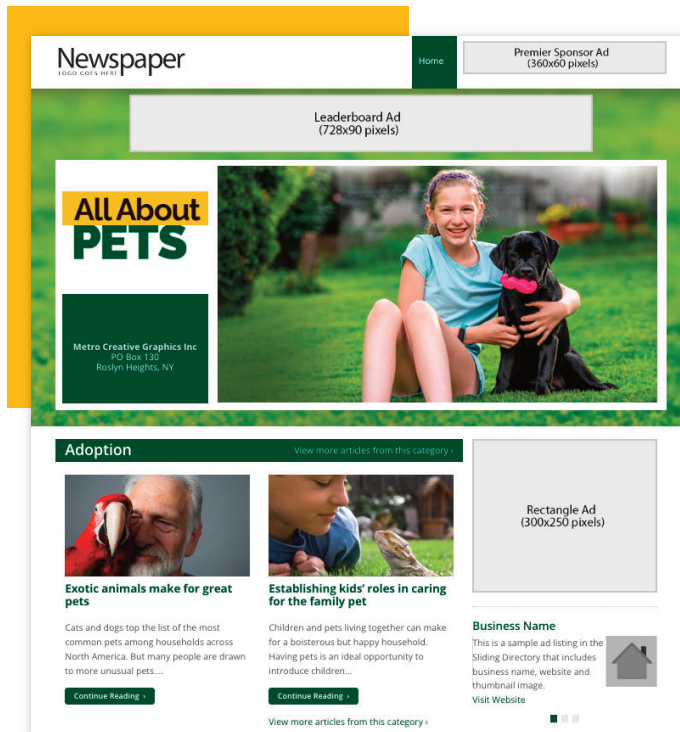 Newspaper
LOGO GOES HERE
Home
Premier Sponsor Ad
(360x60 pixels)
Leaderboard Ad
(728x90 pixels)
All About
PETS
Metro Creative Graphics Inc
PO Box 130
Roslyn Heights, NY
Adoption
View more articles from this category ›
Exotic animals make for great
pets
Cats and dogs top the list of the most
common pets among households across
North America. But many people are drawn
to more unusual pets....
Continue Reading ›
Establishing kids’ roles in caring
for the family pet
Children and pets living together can make
for a boisterous but happy household.
Having pets is an ideal opportunity to
introduce children...
Continue Reading ›
View more articles from this category ›
Rectangle Ad
(300x250 pixels)
Business Name
This is a sample ad listing in the
Sliding Directory that includes
business name, website and
thumbnail image.
Visit Website